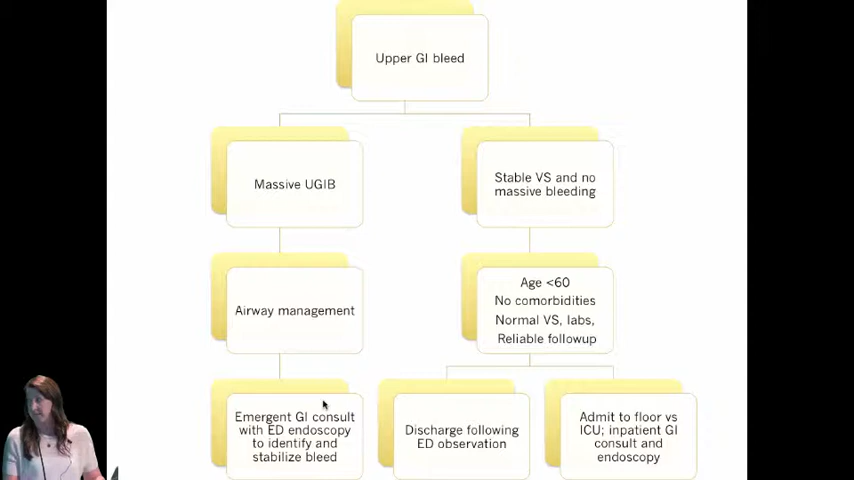 Upper GI bleed
Massive UGIB
Stable VS and no
massive bleeding
Airway management
Age <60
No comorbidities
Normal VS, labs,
Reliable followup
Emergent GI consult
with ED endoscopy
to identify and
stabilize bleed
Discharge following
ED observation
Admit to floor vs
ICU; inpatient GI
consult and
endoscopy